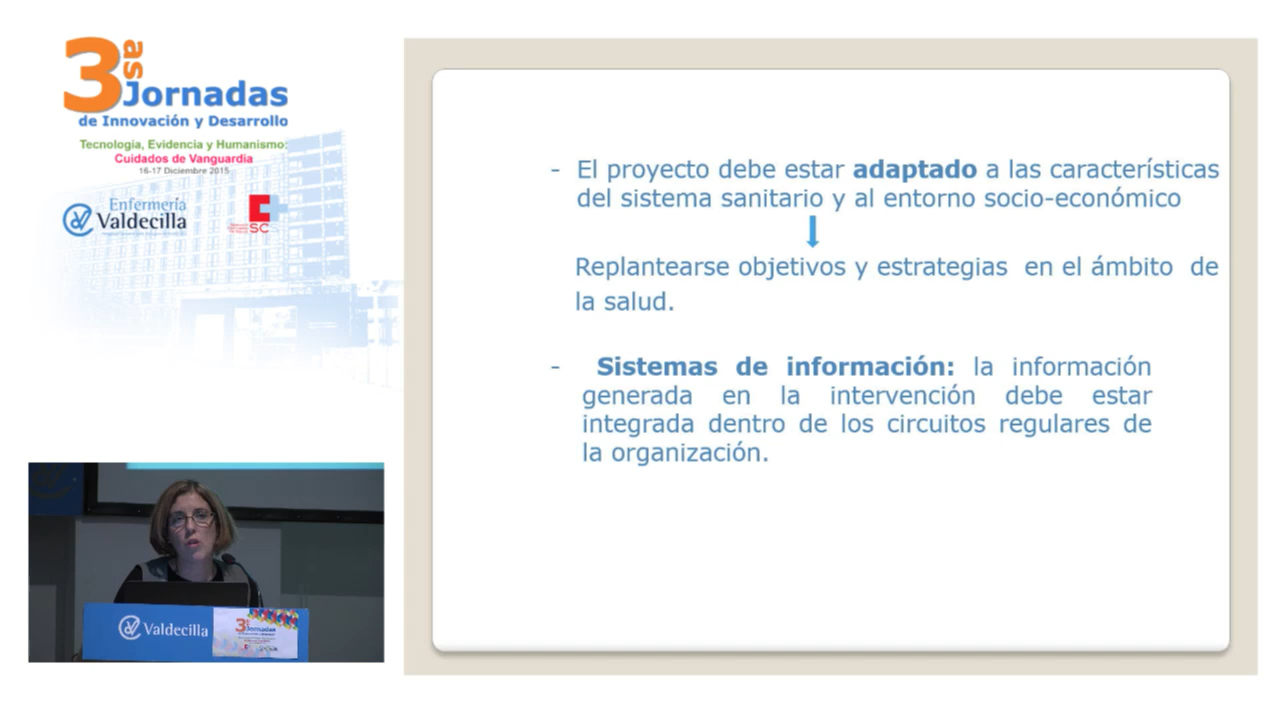 3as
Jornadas
de Innovación y Desarrollo
Tecnología, Evidencia y Humanismo:
Cuidados de Vanguardia
16-17 Diciembre 2015
Enfermería
Valdecilla
SC
- El proyecto debe estar adaptado a las características
del sistema sanitario y al entorno socio-económico
Replantearse objetivos y estrategias en el ámbito de
la salud.
- Sistemas de información: la información
generada en la intervención debe estar
integrada dentro de los circuitos regulares de
la organización.
Valdecilla
3as
Jornadas